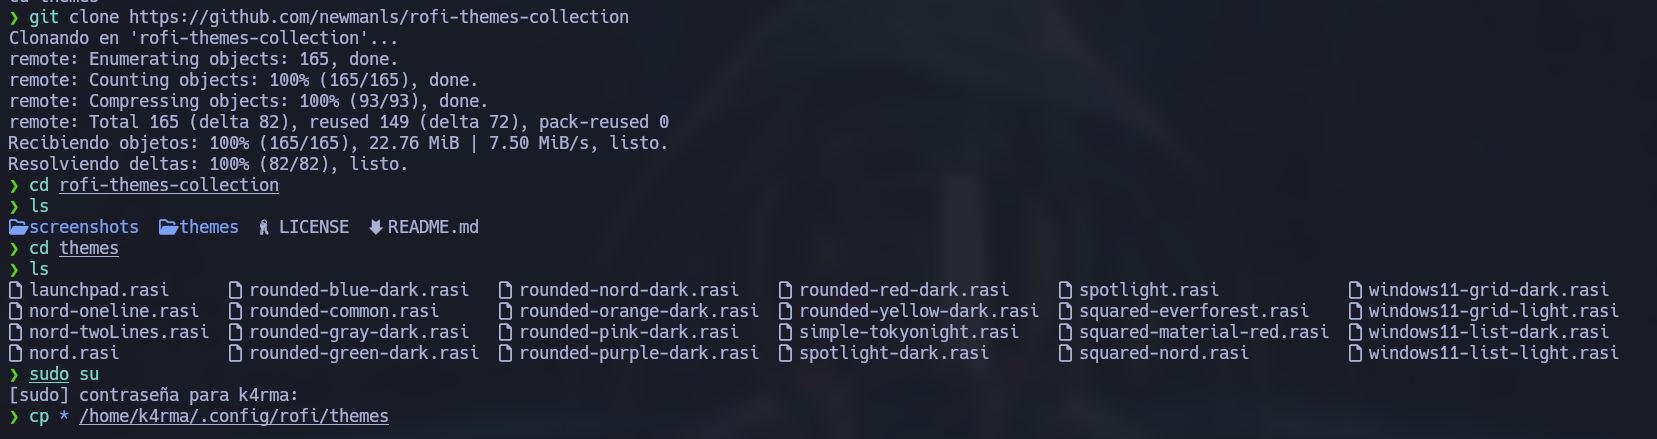 ❯ git clone https://github.com/newmanls/rofi-themes-collection
Clonando en 'rofi-themes-collection'...
remote: Enumerating objects: 165, done.
remote: Counting objects: 100% (165/165), done.
remote: Compressing objects: 100% (93/93), done.
remote: Total 165 (delta 82), reused 149 (delta 72), pack-reused 0
Recibiendo objetos: 100% (165/165), 22.76 MiB | 7.50 MiB/s, listo.
Resolviendo deltas: 100% (82/82), listo.
❯ cd rofi-themes-collection
❯ ls
screenshots themes LICENSE README.md
❯ cd themes
❯ ls
launchpad.rasi rounded-blue-dark.rasi rounded-nord-dark.rasi rounded-red-dark.rasi spotlight.rasi windows11-grid-dark.rasi
nord-oneline.rasi rounded-common.rasi rounded-orange-dark.rasi rounded-yellow-dark.rasi squared-everforest.rasi windows11-grid-light.rasi
nord-twoLines.rasi rounded-gray-dark.rasi rounded-pink-dark.rasi simple-tokyonight.rasi squared-material-red.rasi windows11-list-dark.rasi
nord.rasi rounded-green-dark.rasi rounded-purple-dark.rasi spotlight-dark.rasi squared-nord.rasi windows11-list-light.rasi
❯ sudo su
[sudo] contraseña para k4rma:
❯ cp * /home/k4rma/.config/rofi/themes